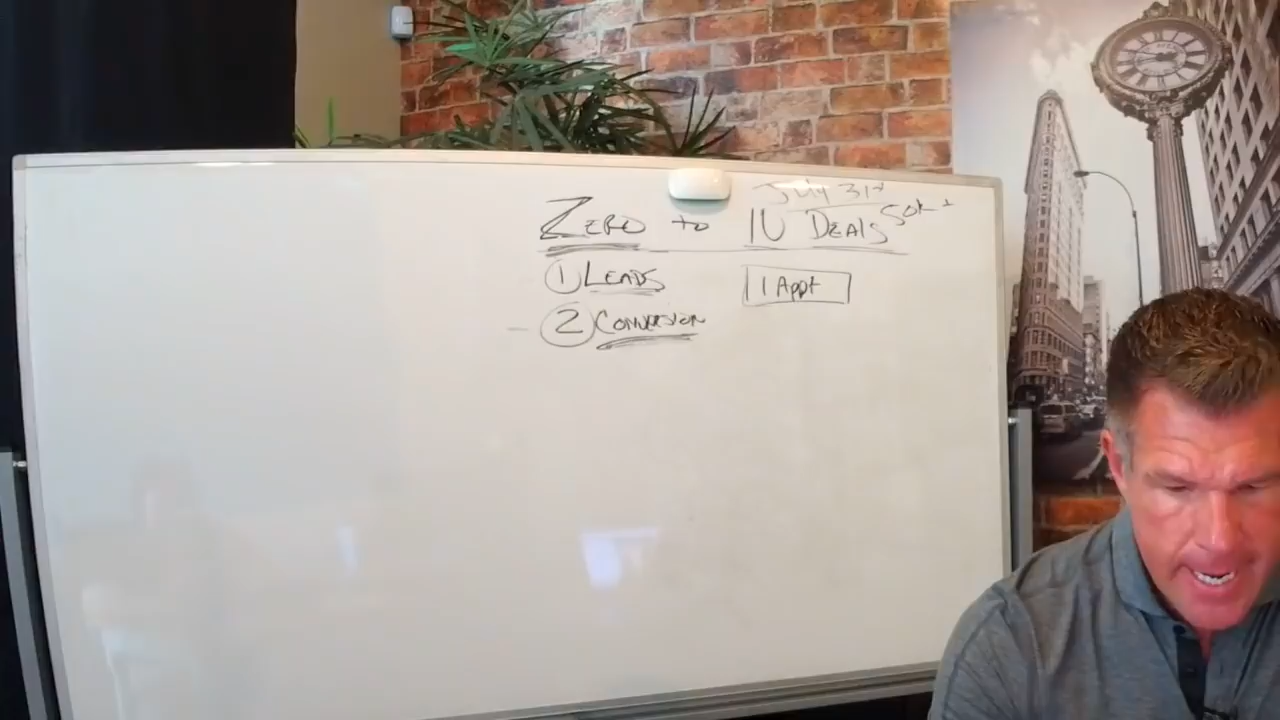 July 31st
Zero to 10 Deals 50k+
1 Leads
1 Appt
2 Conversion